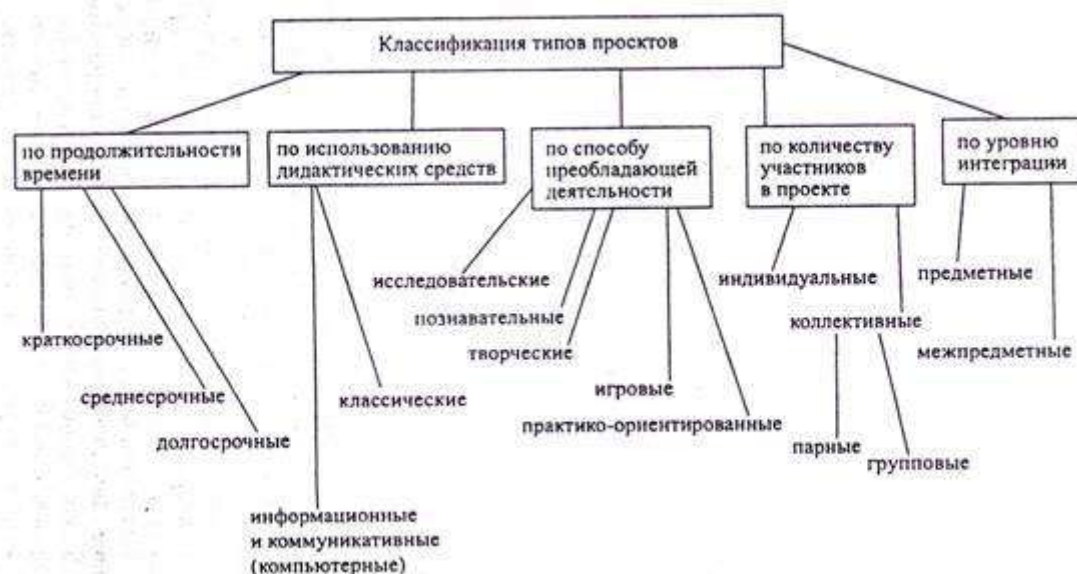 Классификация типов проектов
по продолжительности
времени
по использованию
дидактических средств
по способу
преобладающей
деятельности
по количеству
участников
в проекте
по уровню
интеграции
краткосрочные
среднесрочные
долгосрочные
информационные
и коммуникативные
(компьютерные)
классические
исследовательские
познавательные
творческие
игровые
практико-ориентированные
индивидуальные
коллективные
парные
групповые
предметные
межпредметные